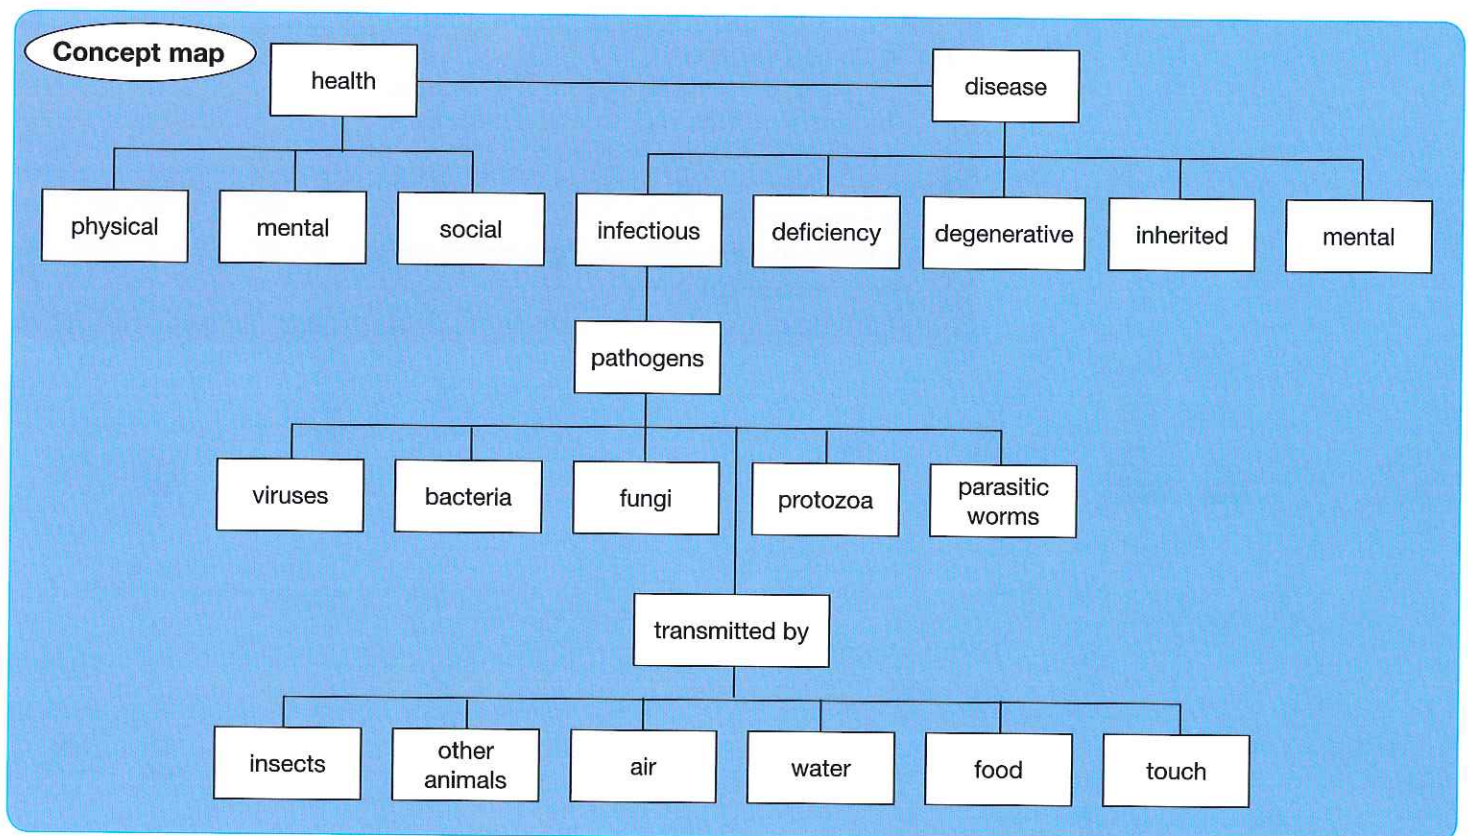 Concept map
health
disease
physical
mental
social
infectious
deficiency
degenerative
inherited
mental
pathogens
viruses
bacteria
fungi
protozoa
parasitic
worms
transmitted by
insects
other
animals
air
water
food
touch